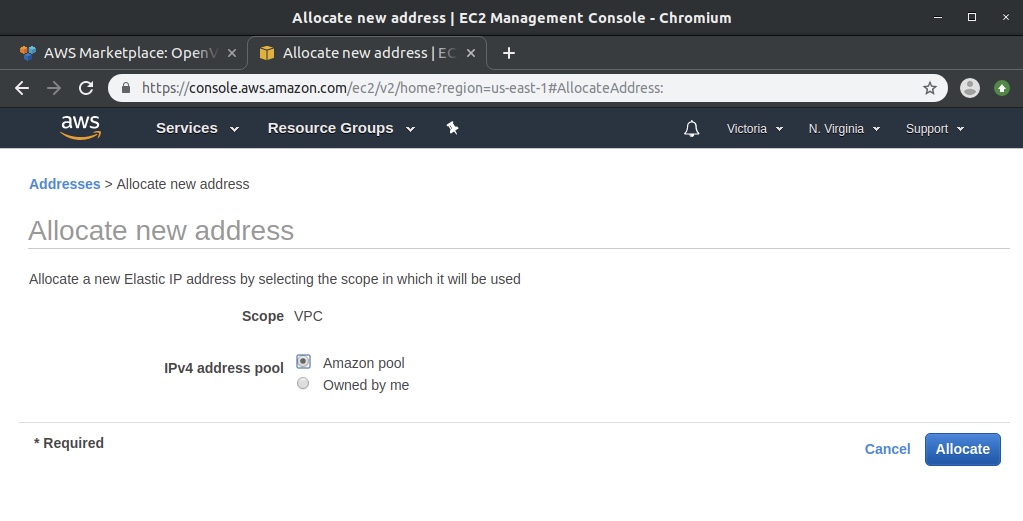 Allocate new address | EC2 Management Console - Chromium
AWS Marketplace: OpenV
Allocate new address | EC
https://console.aws.amazon.com/ec2/v2/home?region=us-east-1#AllocateAddress:
aws Services Resource Groups Victoria N. Virginia Support
Addresses > Allocate new address
Allocate new address
Allocate a new Elastic IP address by selecting the scope in which it will be used
Scope VPC
IPv4 address pool Amazon pool
Owned by me
* Required
Cancel Allocate